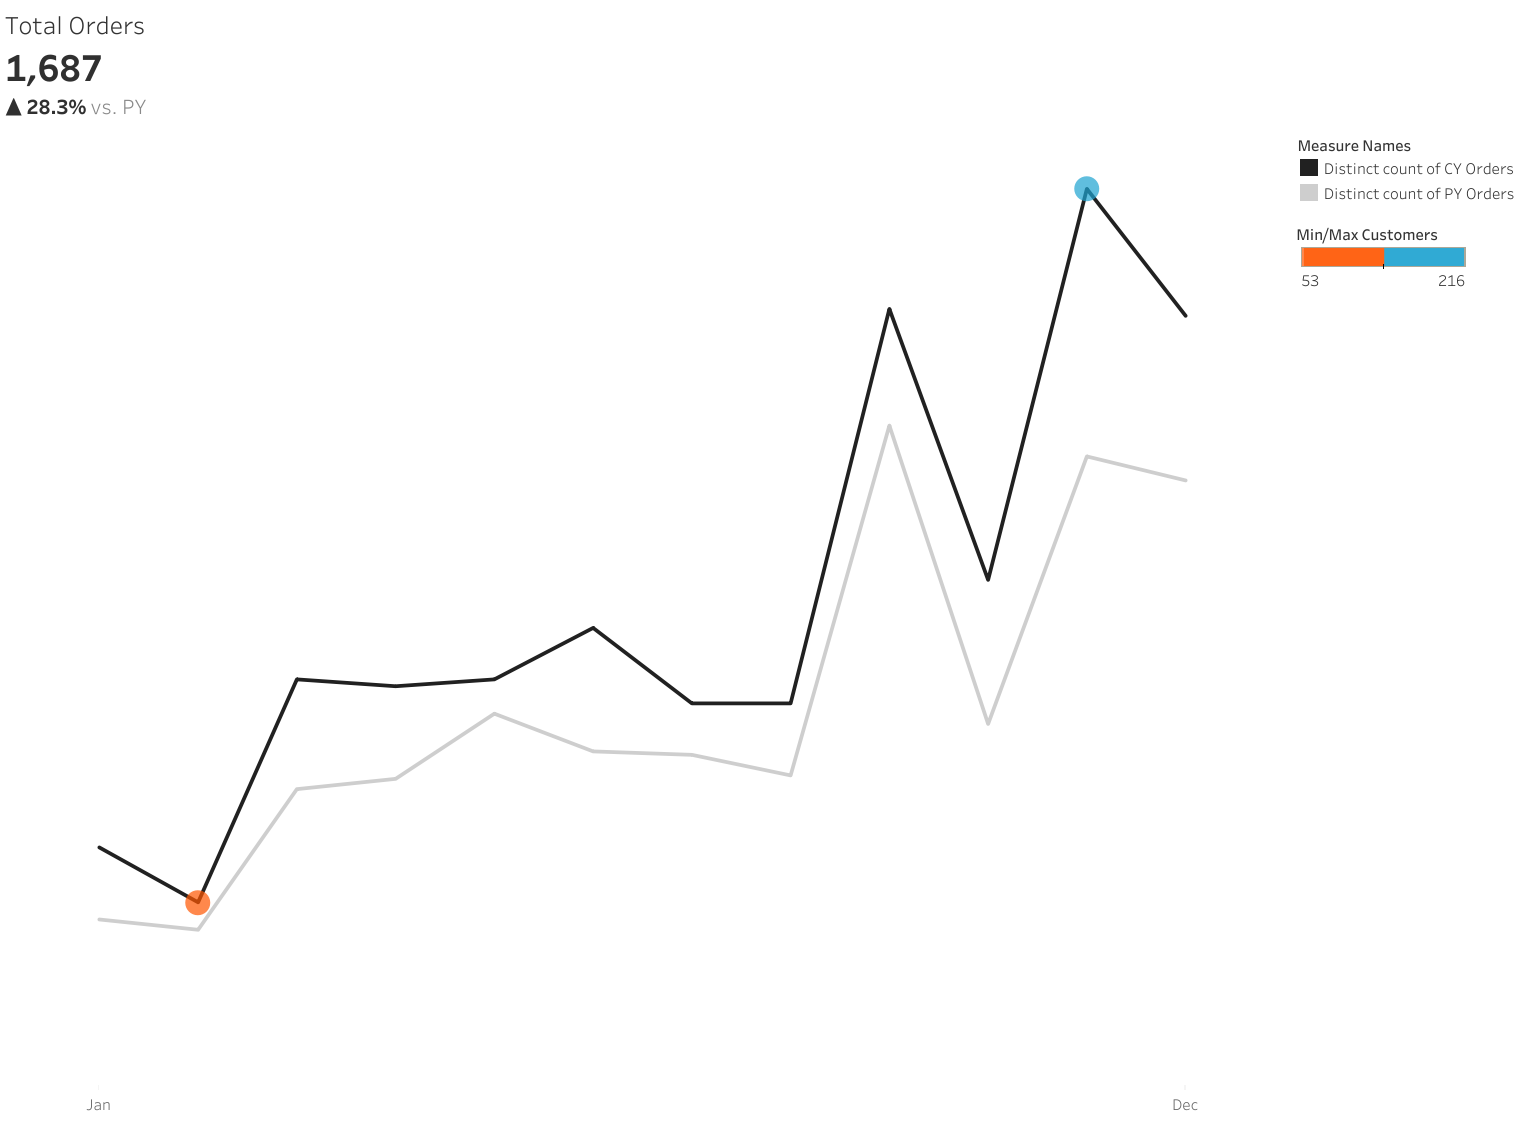 Total Orders
1,687
▲ 28.3% vs. PY
Measure Names
Distinct count of CY Orders
Distinct count of PY Orders
Min/Max Customers
53 216
Jan Dec